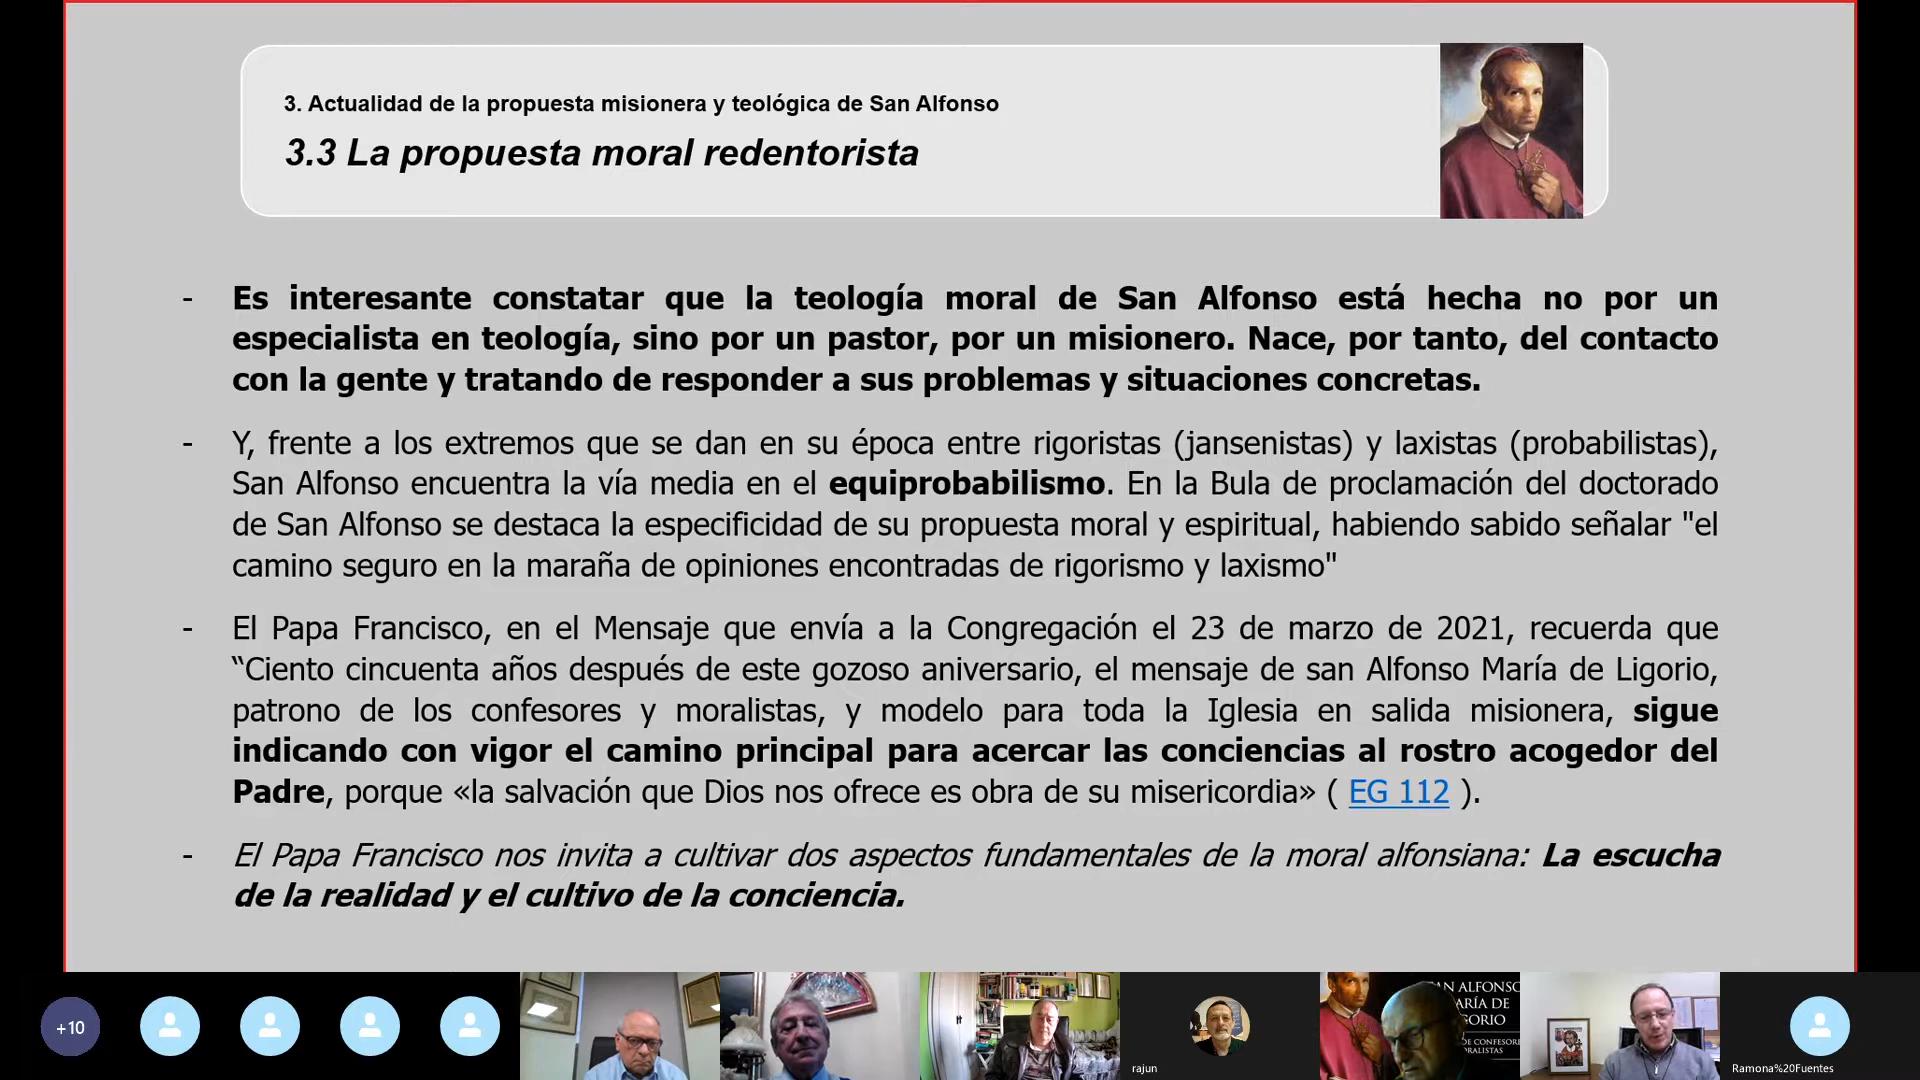 3. Actualidad de la propuesta misionera y teológica de San Alfonso
3.3 La propuesta moral redentorista
- Es interesante constatar que la teología moral de San Alfonso está hecha no por un
especialista en teología, sino por un pastor, por un misionero. Nace, por tanto, del contacto
con la gente y tratando de responder a sus problemas y situaciones concretas.
- Y, frente a los extremos que se dan en su época entre rigoristas (jansenistas) y laxistas (probabilistas),
San Alfonso encuentra la vía media en el equiprobabilismo. En la Bula de proclamación del doctorado
de San Alfonso se destaca la especificidad de su propuesta moral y espiritual, habiendo sabido señalar "el
camino seguro en la maraña de opiniones encontradas de rigorismo y laxismo"
- El Papa Francisco, en el Mensaje que envía a la Congregación el 23 de marzo de 2021, recuerda que
“Ciento cincuenta años después de este gozoso aniversario, el mensaje de san Alfonso María de Ligorio,
patrono de los confesores y moralistas, y modelo para toda la Iglesia en salida misionera, sigue
indicando con vigor el camino principal para acercar las conciencias al rostro acogedor del
Padre, porque «la salvación que Dios nos ofrece es obra de su misericordia» ( EG 112 ).
- El Papa Francisco nos invita a cultivar dos aspectos fundamentales de la moral alfonsiana: La escucha
de la realidad y el cultivo de la conciencia.
+10
rajun
AN ALFONSO
ARÍA DE
GORIO
DE CONFESORE
ORALISTAS
Ramona%20Fuentes